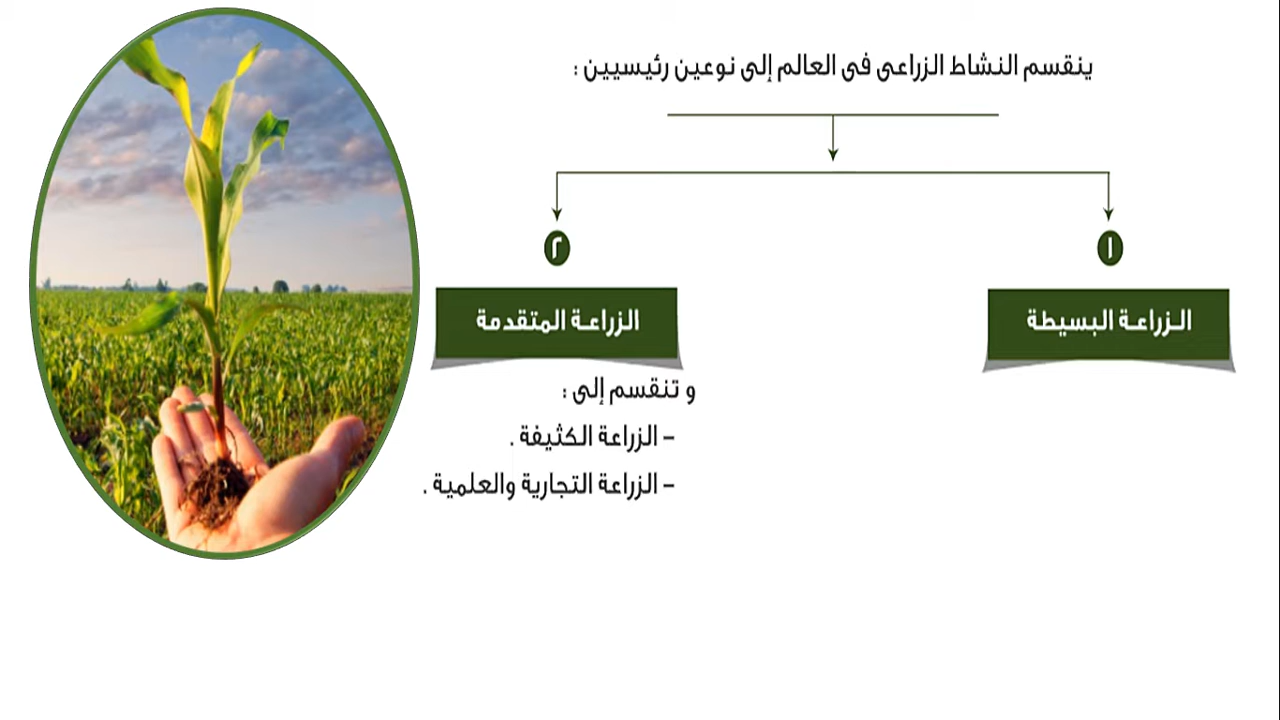 ينقسم النشاط الزراعى فى العالم إلى نوعين رئيسيين :
١
الزراعة البسيطة
٢
الزراعة المتقدمة
و تنقسم إلى :
– الزراعة الكثيفة .
– الزراعة التجارية والعلمية .